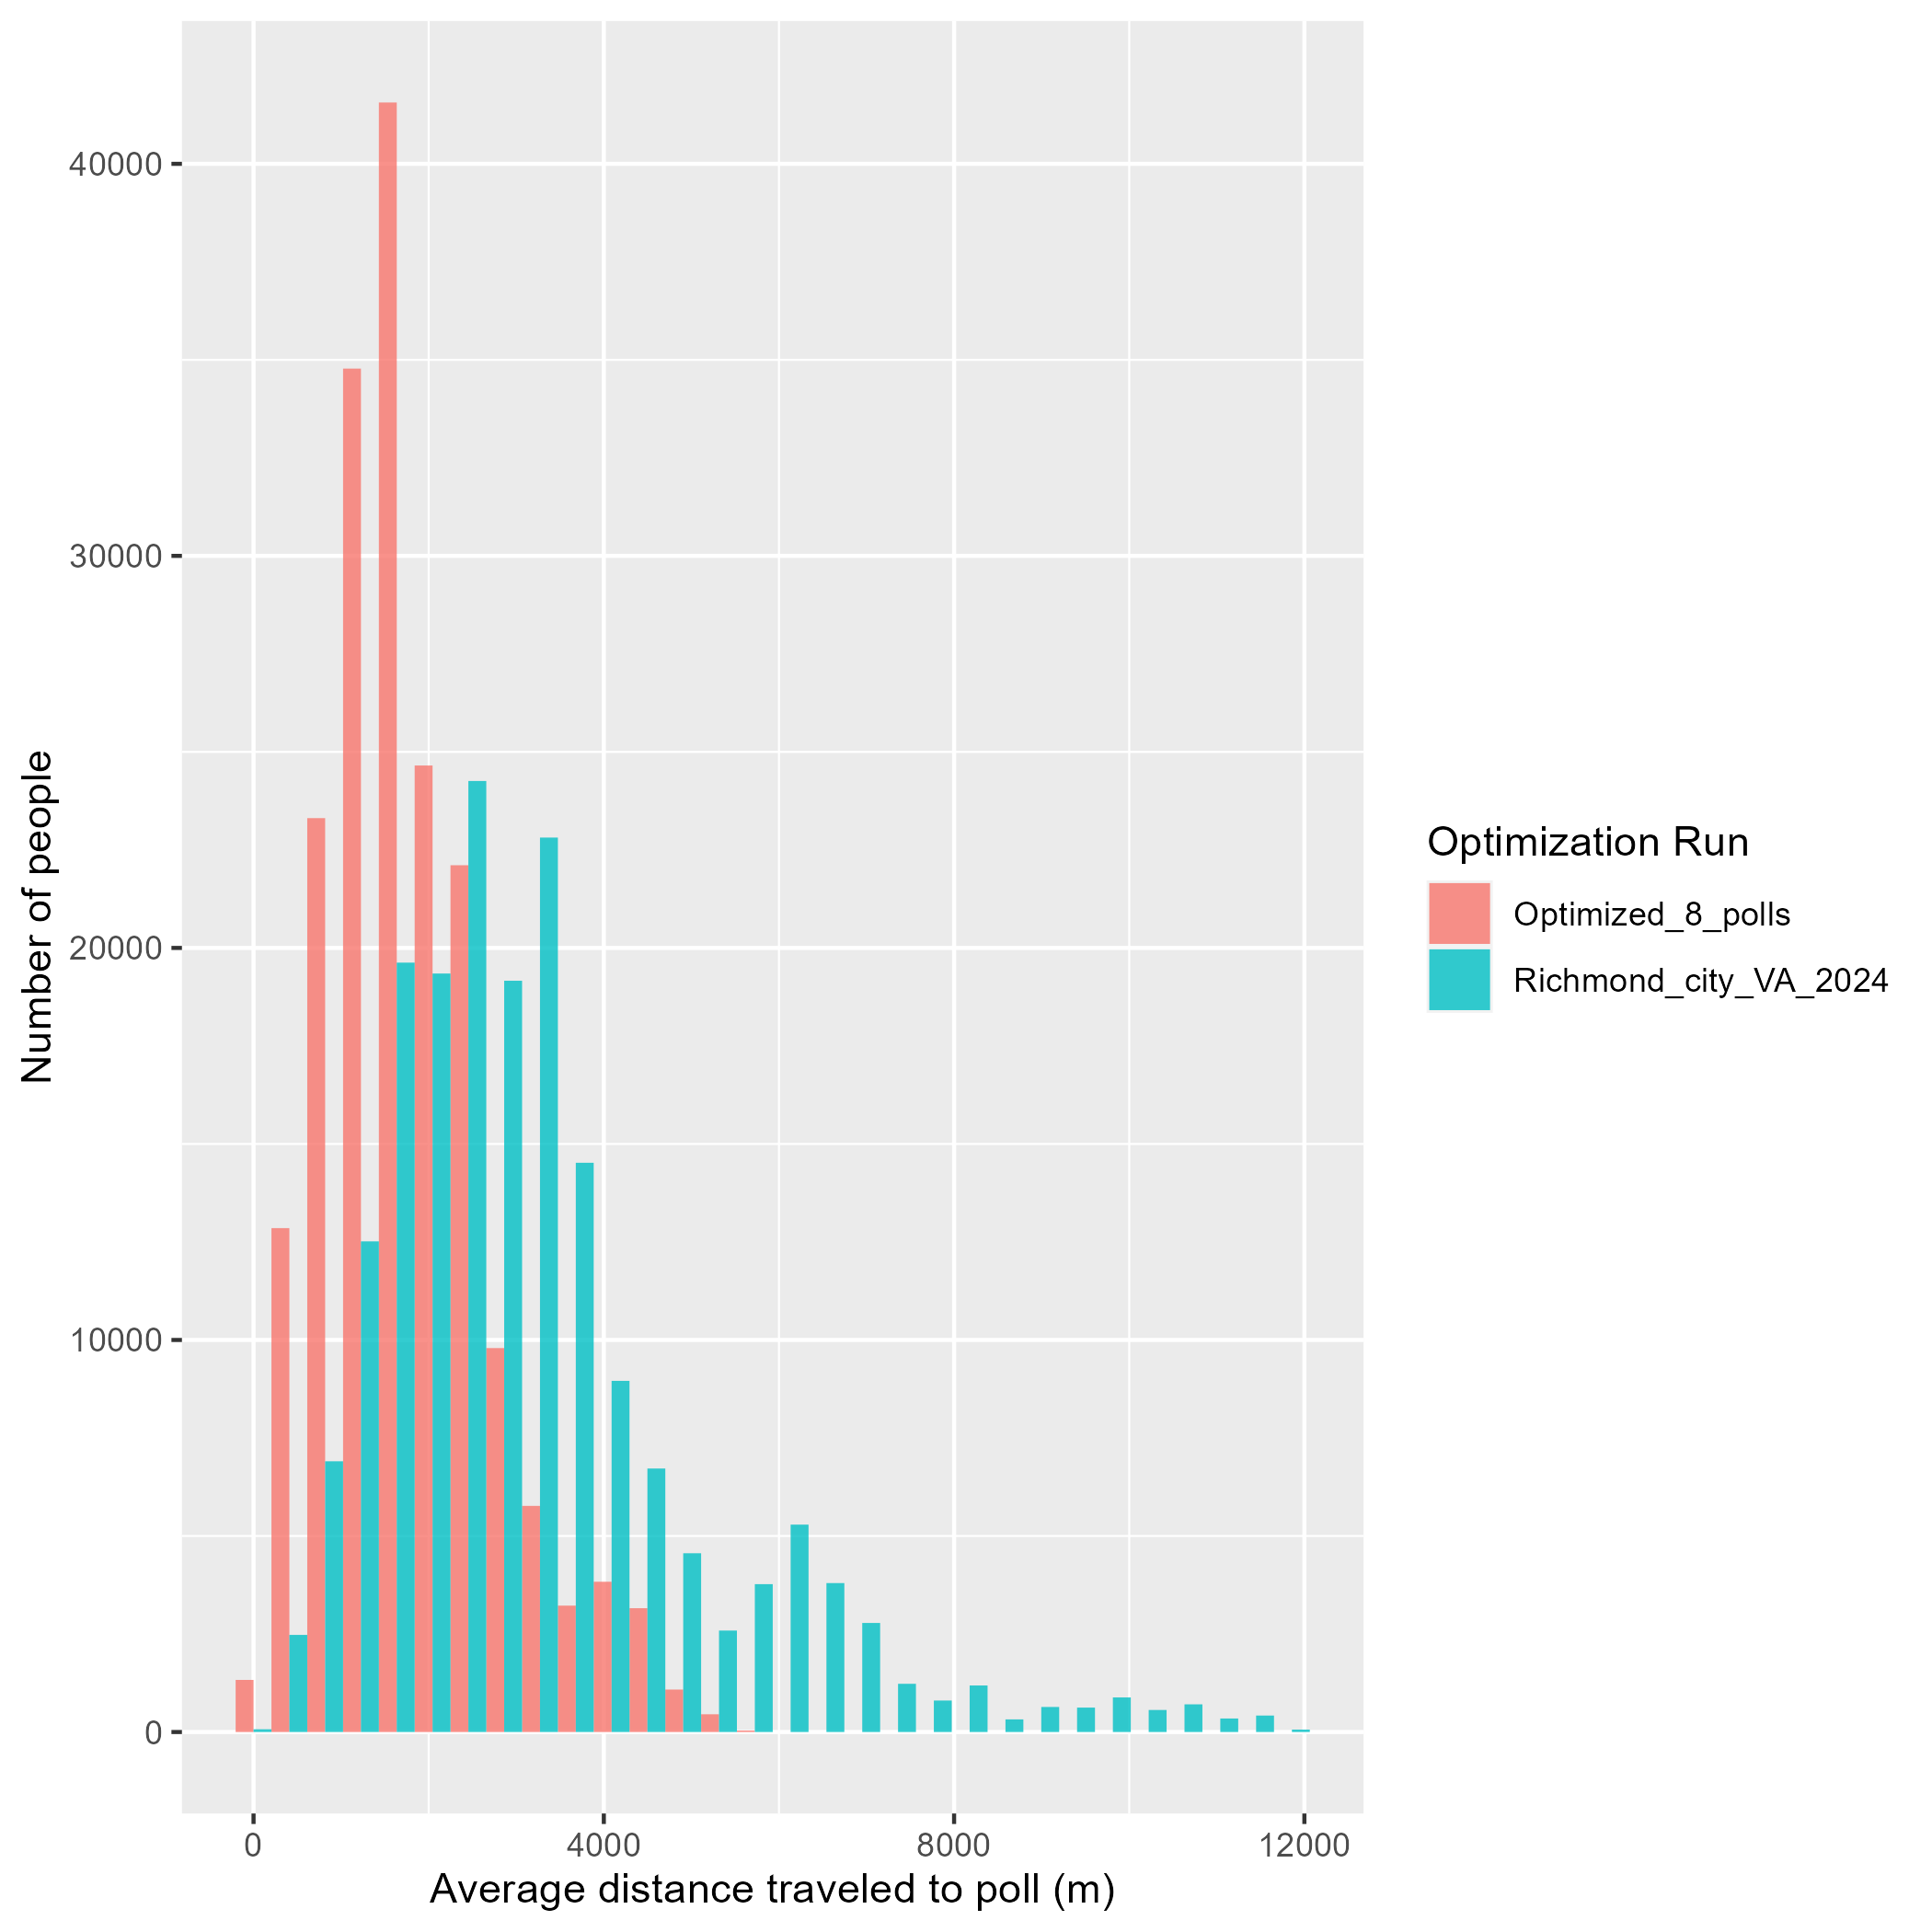 40000
30000
20000
10000
0
Number of people
0 4000 8000 12000
Average distance traveled to poll (m)
Optimization Run
Optimized_8_polls
Richmond_city_VA_2024